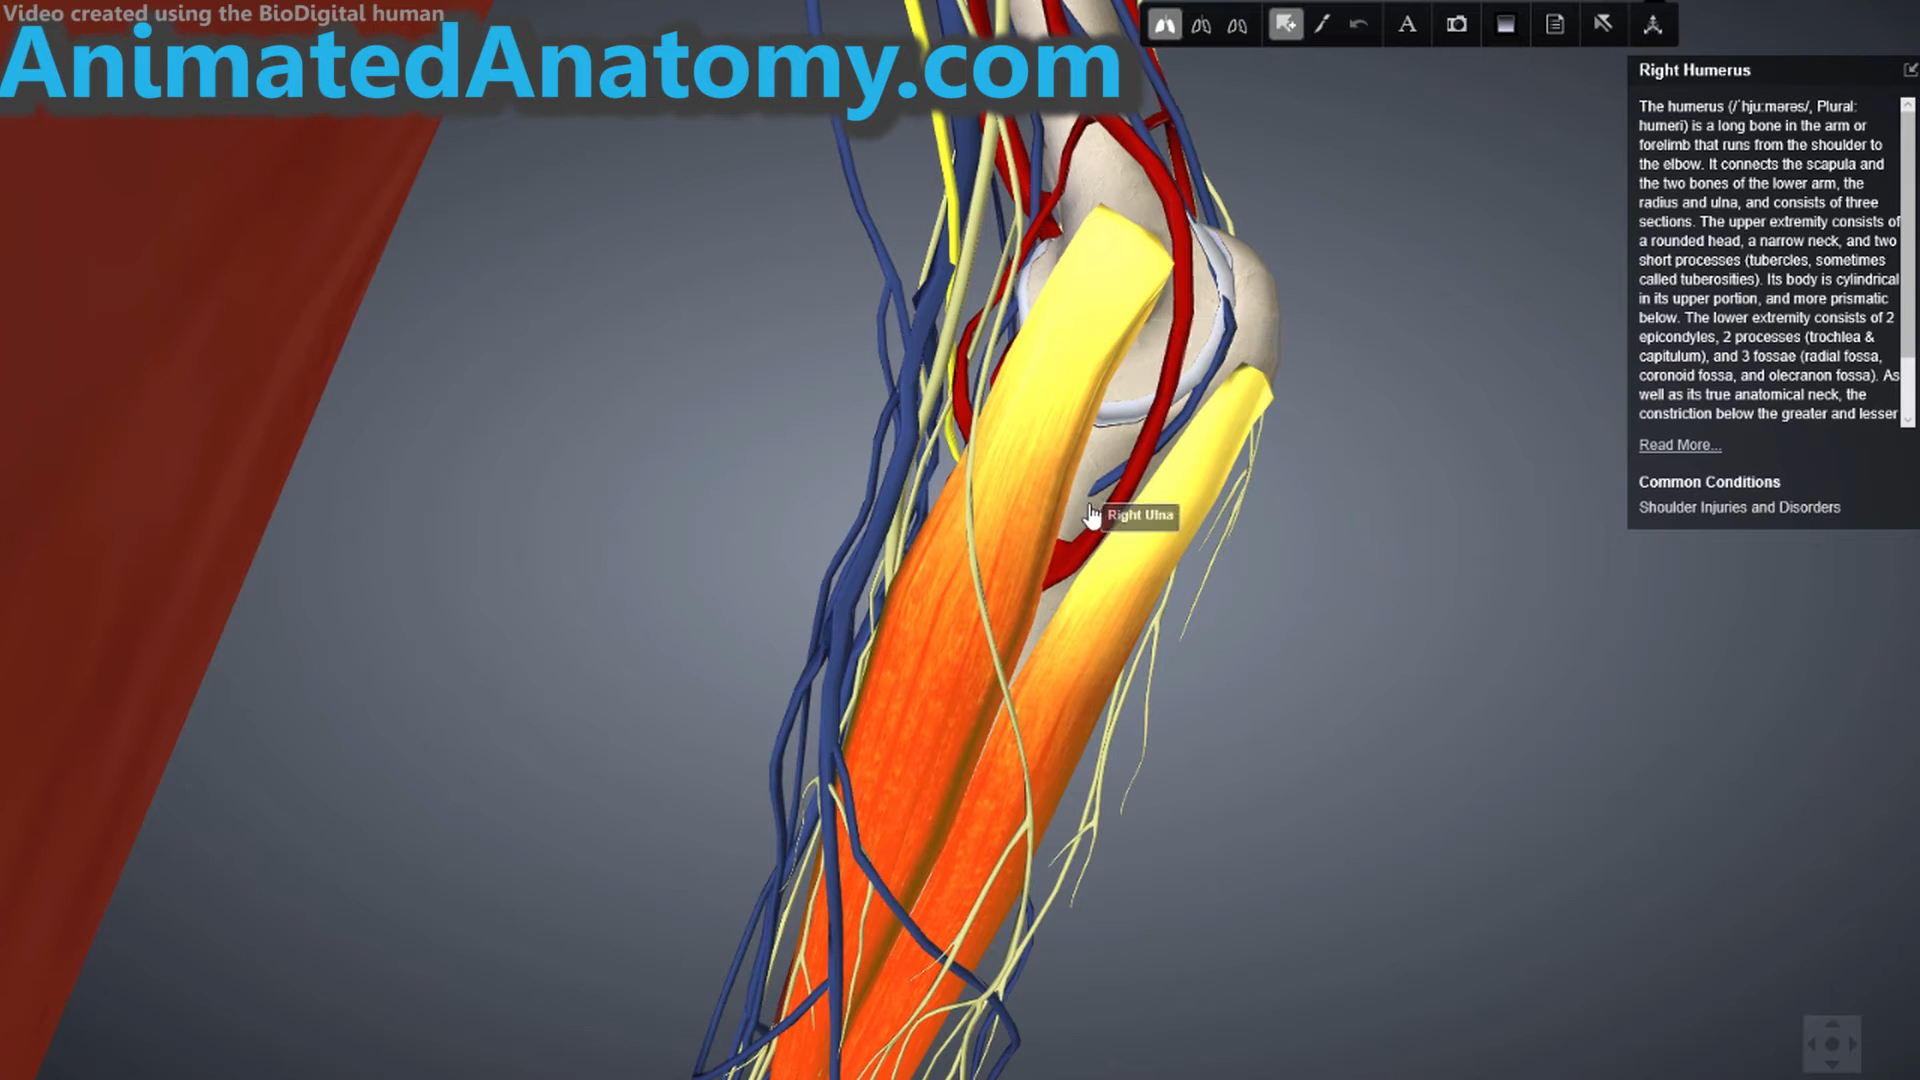 Video created using the BioDigital human
AnimatedAnatomy.com
A
Right Humerus
The humerus (/ˈhjuːmərəs/, Plural:
humeri) is a long bone in the arm or
forelimb that runs from the shoulder to
the elbow. It connects the scapula and
the two bones of the lower arm, the
radius and ulna, and consists of three
sections. The upper extremity consists of
a rounded head, a narrow neck, and two
short processes (tubercles, sometimes
called tuberosities). Its body is cylindrical
in its upper portion, and more prismatic
below. The lower extremity consists of 2
epicondyles, 2 processes (trochlea &
capitulum), and 3 fossae (radial fossa,
coronoid fossa, and olecranon fossa). As
well as its true anatomical neck, the
constriction below the greater and lesser
Read More...
Common Conditions
Shoulder Injuries and Disorders
Right Ulna